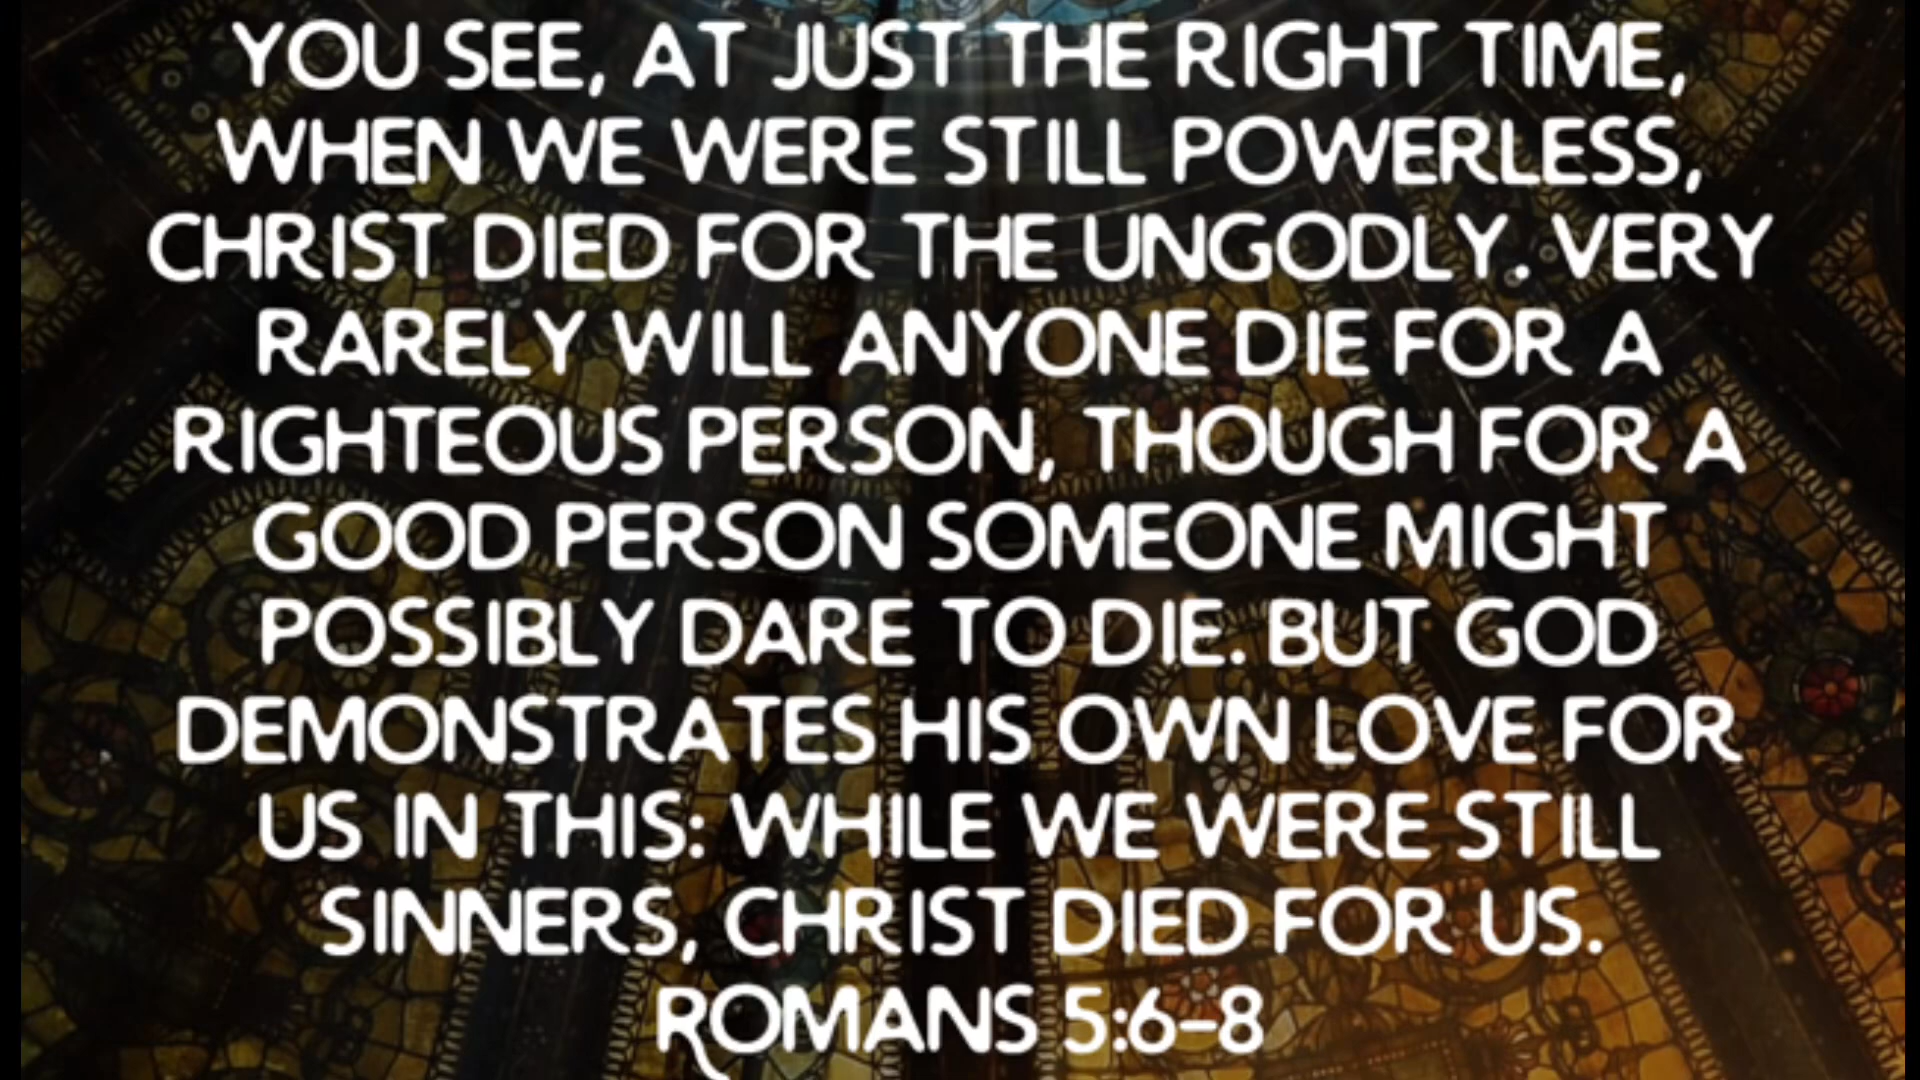 YOU SEE, AT JUST THE RIGHT TIME,
WHEN WE WERE STILL POWERLESS,
CHRIST DIED FOR THE UNGODLY. VERY
RARELY WILL ANYONE DIE FOR A
RIGHTEOUS PERSON, THOUGH FOR A
GOOD PERSON SOMEONE MIGHT
POSSIBLY DARE TO DIE. BUT GOD
DEMONSTRATES HIS OWN LOVE FOR
US IN THIS: WHILE WE WERE STILL
SINNERS, CHRIST DIED FOR US.
ROMANS 5:6–8